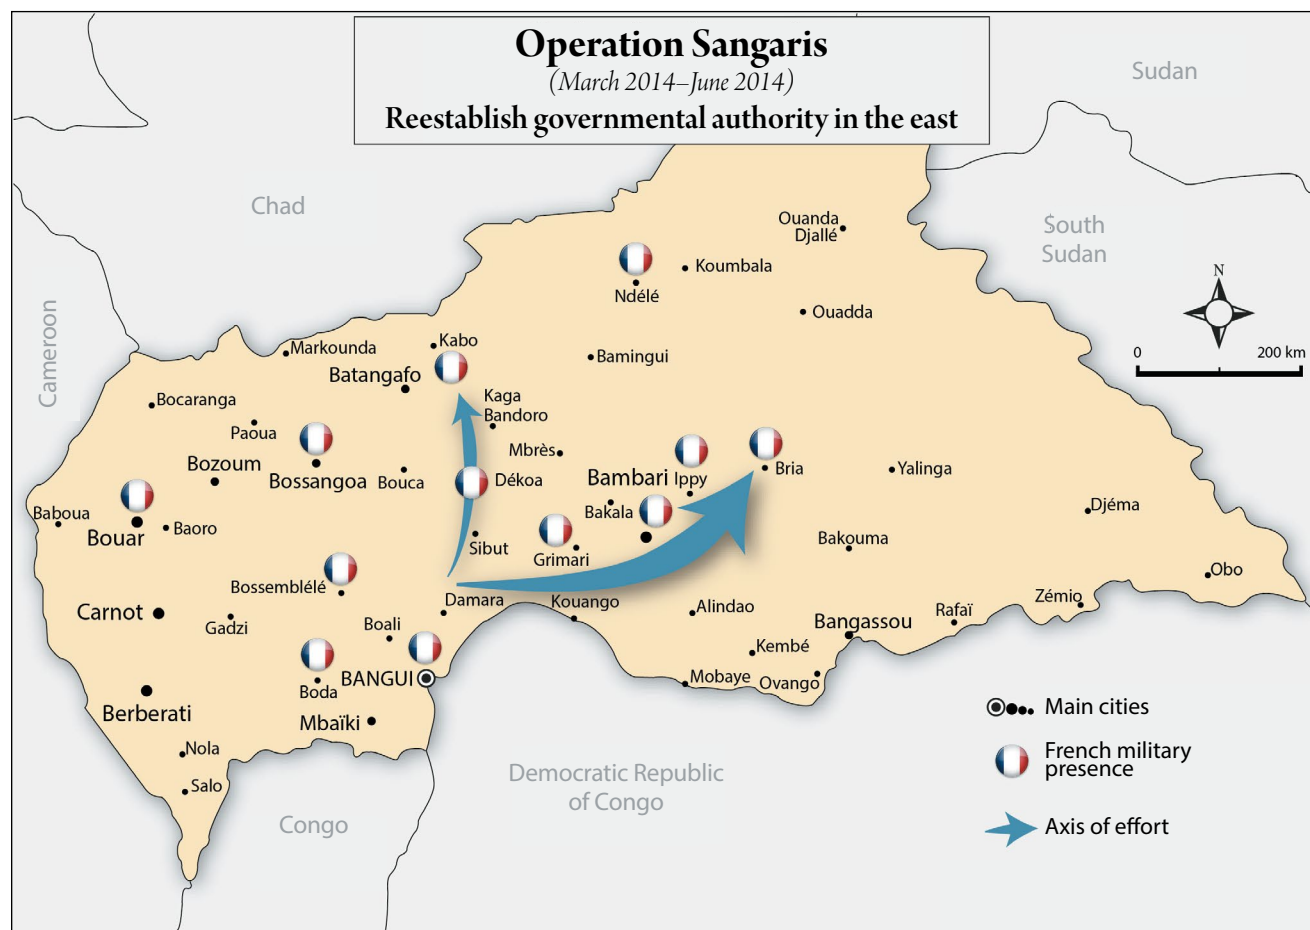 Operation Sangaris
(March 2014–June 2014)
Reestablish governmental authority in the east
Sudan
Chad
South
Sudan
Cameroon
Ouanda
Djallé
Koumbala
Ndélé
Ouadda
N
0
200 km
Markounda
Kabo
Bamingui
Batangafo
Bocaranga
Kaga
Bandoro
Paoua
Bozoum
Bossangoa
Bouca
Mbrès
Dékoa
Bambari
Ippy
Bria
Yalinga
Baboua
Bouar
Baoro
Bakala
Djéma
Sibut
Grimari
Bakouma
Obo
Bossemblélé
Damara
Kouango
Alindao
Zémio
Rafaï
Carnot
Gadzi
Boali
Bangassou
Kembé
Boda
BANGUI
Mobaye
Ovango
Berberati
Mbaïki
Nola
Salo
Congo
Democratic Republic
of Congo
Main cities
French military
presence
Axis of effort